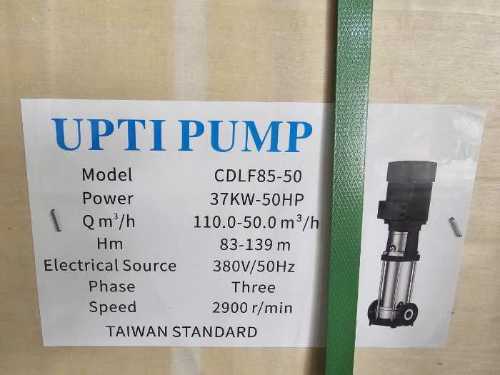 UPTI PUMP
Model CDLF85-50
Power 37KW-50HP
Q m³/h 110.0-50.0 m³/h
Hm 83-139 m
Electrical Source 380V/50Hz
Phase Three
Speed 2900 r/min
TAIWAN STANDARD